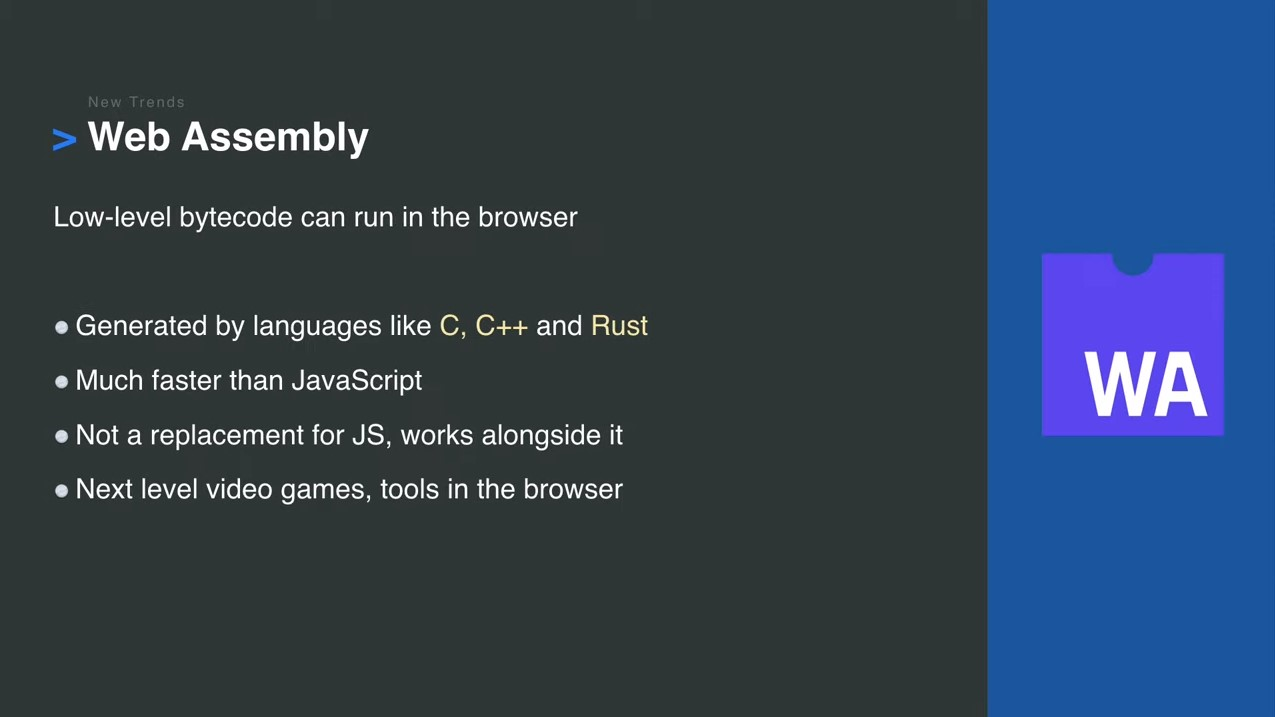 New Trends
> Web Assembly
Low-level bytecode can run in the browser
Generated by languages like C, C++ and Rust
Much faster than JavaScript
Not a replacement for JS, works alongside it
Next level video games, tools in the browser
WA